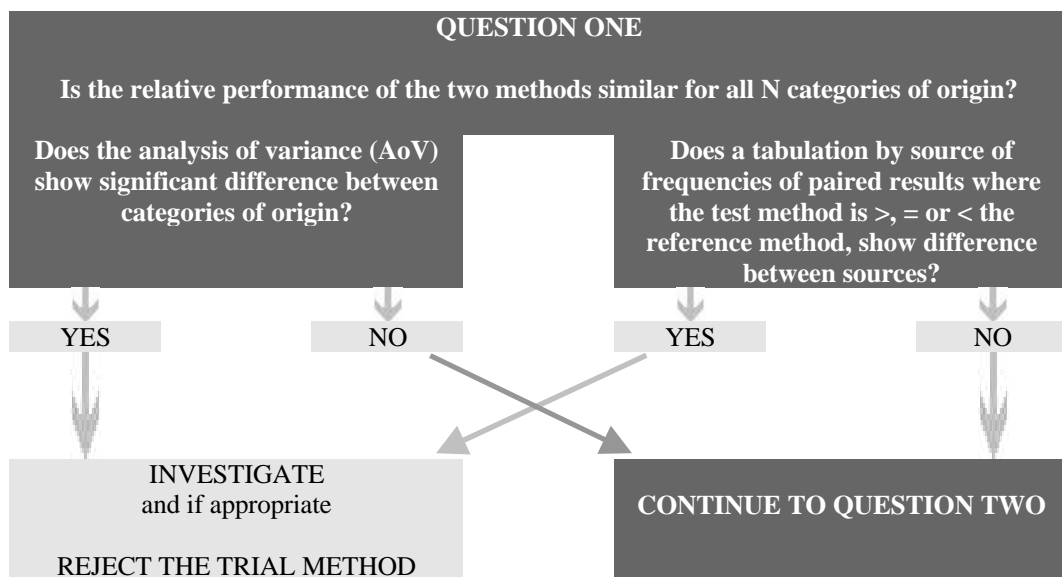 QUESTION ONE
Is the relative performance of the two methods similar for all N categories of origin?
Does the analysis of variance (AoV)
show significant difference between
categories of origin?
Does a tabulation by source of
frequencies of paired results where
the test method is >, = or < the
reference method, show difference
between sources?
YES
NO
YES
NO
INVESTIGATE
and if appropriate
REJECT THE TRIAL METHOD
CONTINUE TO QUESTION TWO